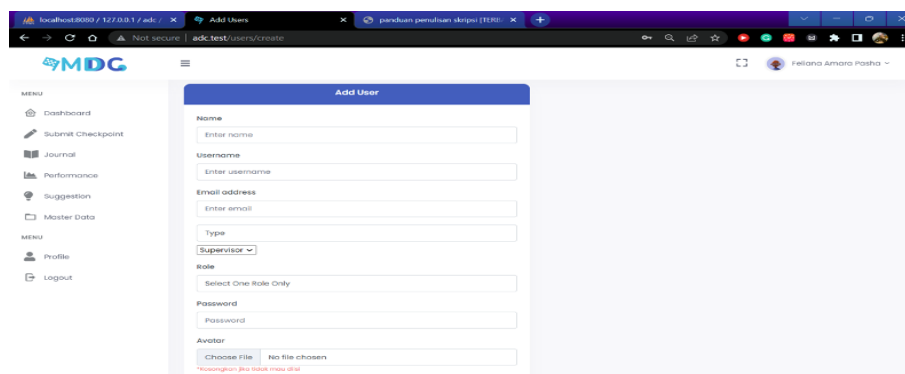 localhost:8080 / 127.0.0.1 / adc /
Add Users
panduan penulisan skripsi [TERB
Not secure | adc.test/users/create
MDC
Feliana Amara Pasha
MENU
Dashboard
Submit Checkpoint
Journal
Performance
Suggestion
Master Data
MENU
Profile
Logout
Add User
Name
Enter name
Username
Enter username
Email address
Enter email
Type
Supervisor
Role
Select One Role Only
Password
Password
Avatar
Choose File No file chosen
*Kosongkan jika tidak mau diisi